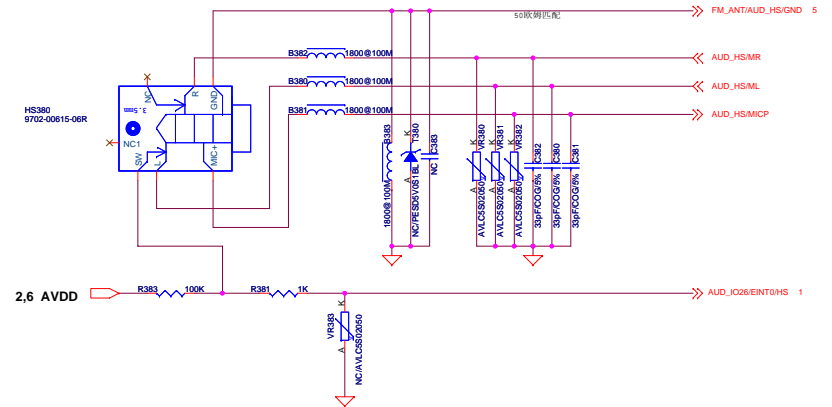 50欧姆匹配
FM_ANT/AUD_HS/GND 5
B382
1800@100M
AUD_HS/MR
B380
1800@100M
AUD_HS/ML
B381
1800@100M
AUD_HS/MICP
HS380
9702-00615-06R
NC
R
GND
3.5mm
NC1
SW
L
MIC+
B383
1800@100M
K
T380
A
NC/PESD5V0S1BL
C383
NC
K
VR380
A
AVLC5S02050
K
VR381
A
AVLC5S02050
K
VR382
A
AVLC5S02050
C382
33pF/COG/5%
C380
33pF/COG/5%
C381
33pF/COG/5%
2,6 AVDD
R383
100K
R381
1K
AUD_IO26/EINT0/HS 1
K
VR383
A
NC/AVLC5S02050